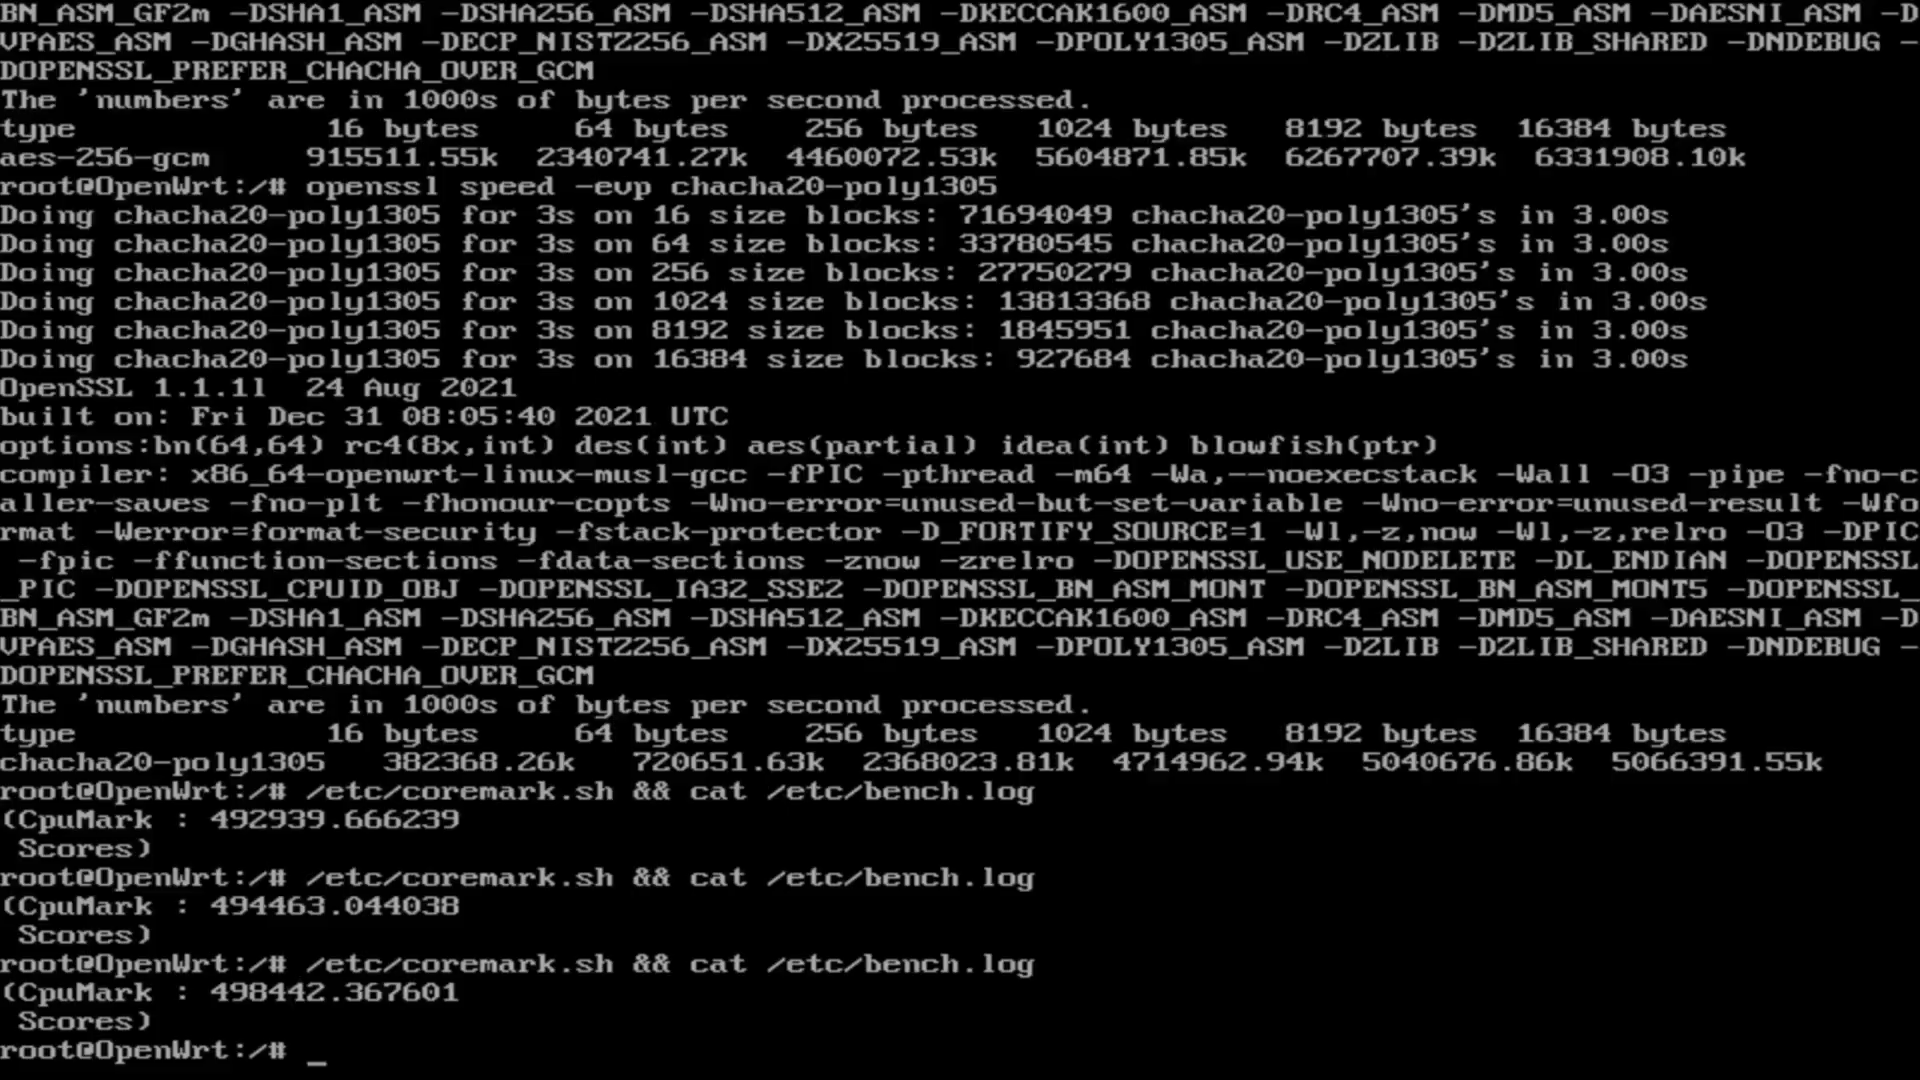 BN_ASM_GF2m -DSHA1_ASM -DSHA256_ASM -DSHA512_ASM -DKECCAK1600_ASM -DRC4_ASM -DMD5_ASM -DAESNI_ASM -D
VPAES_ASM -DGHASH_ASM -DECP_NISTZ256_ASM -DX25519_ASM -DPOLY1305_ASM -DZLIB -DZLIB_SHARED -DNDEBUG -
DOPENSSL_PREFER_CHACHA_OVER_GCM
The 'numbers' are in 1000s of bytes per second processed.
type             16 bytes     64 bytes    256 bytes   1024 bytes   8192 bytes  16384 bytes
aes-256-gcm     915511.55k  2340741.27k  4460072.53k  5604871.85k  6267707.39k  6331908.10k
root@OpenWrt:/# openssl speed -evp chacha20-poly1305
Doing chacha20-poly1305 for 3s on 16 size blocks: 71694049 chacha20-poly1305's in 3.00s
Doing chacha20-poly1305 for 3s on 64 size blocks: 33780545 chacha20-poly1305's in 3.00s
Doing chacha20-poly1305 for 3s on 256 size blocks: 27750279 chacha20-poly1305's in 3.00s
Doing chacha20-poly1305 for 3s on 1024 size blocks: 13813368 chacha20-poly1305's in 3.00s
Doing chacha20-poly1305 for 3s on 8192 size blocks: 1845951 chacha20-poly1305's in 3.00s
Doing chacha20-poly1305 for 3s on 16384 size blocks: 927684 chacha20-poly1305's in 3.00s
OpenSSL 1.1.1l  24 Aug 2021
built on: Fri Dec 31 08:05:40 2021 UTC
options:bn(64,64) rc4(8x,int) des(int) aes(partial) idea(int) blowfish(ptr)
compiler: x86_64-openwrt-linux-musl-gcc -fPIC -pthread -m64 -Wa,--noexecstack -Wall -O3 -pipe -fno-c
aller-saves -fno-plt -fhonour-copts -Wno-error=unused-but-set-variable -Wno-error=unused-result -Wfo
rmat -Werror=format-security -fstack-protector -D_FORTIFY_SOURCE=1 -Wl,-z,now -Wl,-z,relro -O3 -DPIC
 -fpic -ffunction-sections -fdata-sections -znow -zrelro -DOPENSSL_USE_NODELETE -DL_ENDIAN -DOPENSSL
_PIC -DOPENSSL_CPUID_OBJ -DOPENSSL_IA32_SSE2 -DOPENSSL_BN_ASM_MONT -DOPENSSL_BN_ASM_MONT5 -DOPENSSL_
BN_ASM_GF2m -DSHA1_ASM -DSHA256_ASM -DSHA512_ASM -DKECCAK1600_ASM -DRC4_ASM -DMD5_ASM -DAESNI_ASM -D
VPAES_ASM -DGHASH_ASM -DECP_NISTZ256_ASM -DX25519_ASM -DPOLY1305_ASM -DZLIB -DZLIB_SHARED -DNDEBUG -
DOPENSSL_PREFER_CHACHA_OVER_GCM
The 'numbers' are in 1000s of bytes per second processed.
type             16 bytes     64 bytes    256 bytes   1024 bytes   8192 bytes  16384 bytes
chacha20-poly1305   382368.26k   720651.63k  2368023.81k  4714962.94k  5040676.86k  5066391.55k
root@OpenWrt:/# /etc/coremark.sh && cat /etc/bench.log
(CpuMark : 492939.666239
 Scores)
root@OpenWrt:/# /etc/coremark.sh && cat /etc/bench.log
(CpuMark : 494463.044038
 Scores)
root@OpenWrt:/# /etc/coremark.sh && cat /etc/bench.log
(CpuMark : 498442.367601
 Scores)
root@OpenWrt:/# _